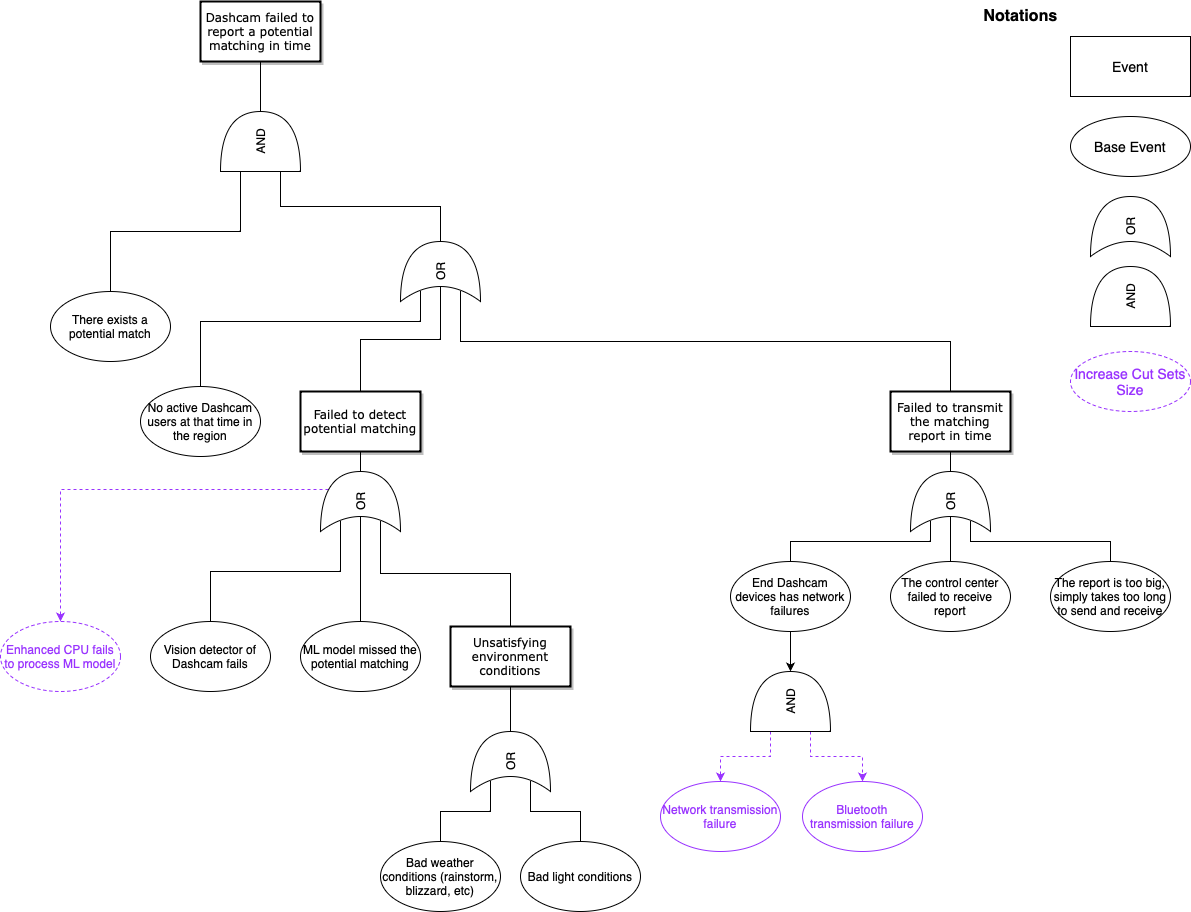 Dashcam failed to
report a potential
matching in time
Notations
Event
AND
Base Event
OR
OR
AND
There exists a
potential match
Increase Cut Sets
Size
No active Dashcam
users at that time in
the region
Failed to detect
potential matching
Failed to transmit
the matching
report in time
OR
OR
End Dashcam
devices has network
failures
The control center
failed to receive
report
The report is too big,
simply takes too long
to send and receive
Enhanced CPU fails
to process ML model
Vision detector of
Dashcam fails
ML model missed the
potential matching
Unsatisfying
environment
conditions
AND
OR
Network transmission
failure
Bluetooth
transmission failure
Bad weather
conditions (rainstorm,
blizzard, etc)
Bad light conditions